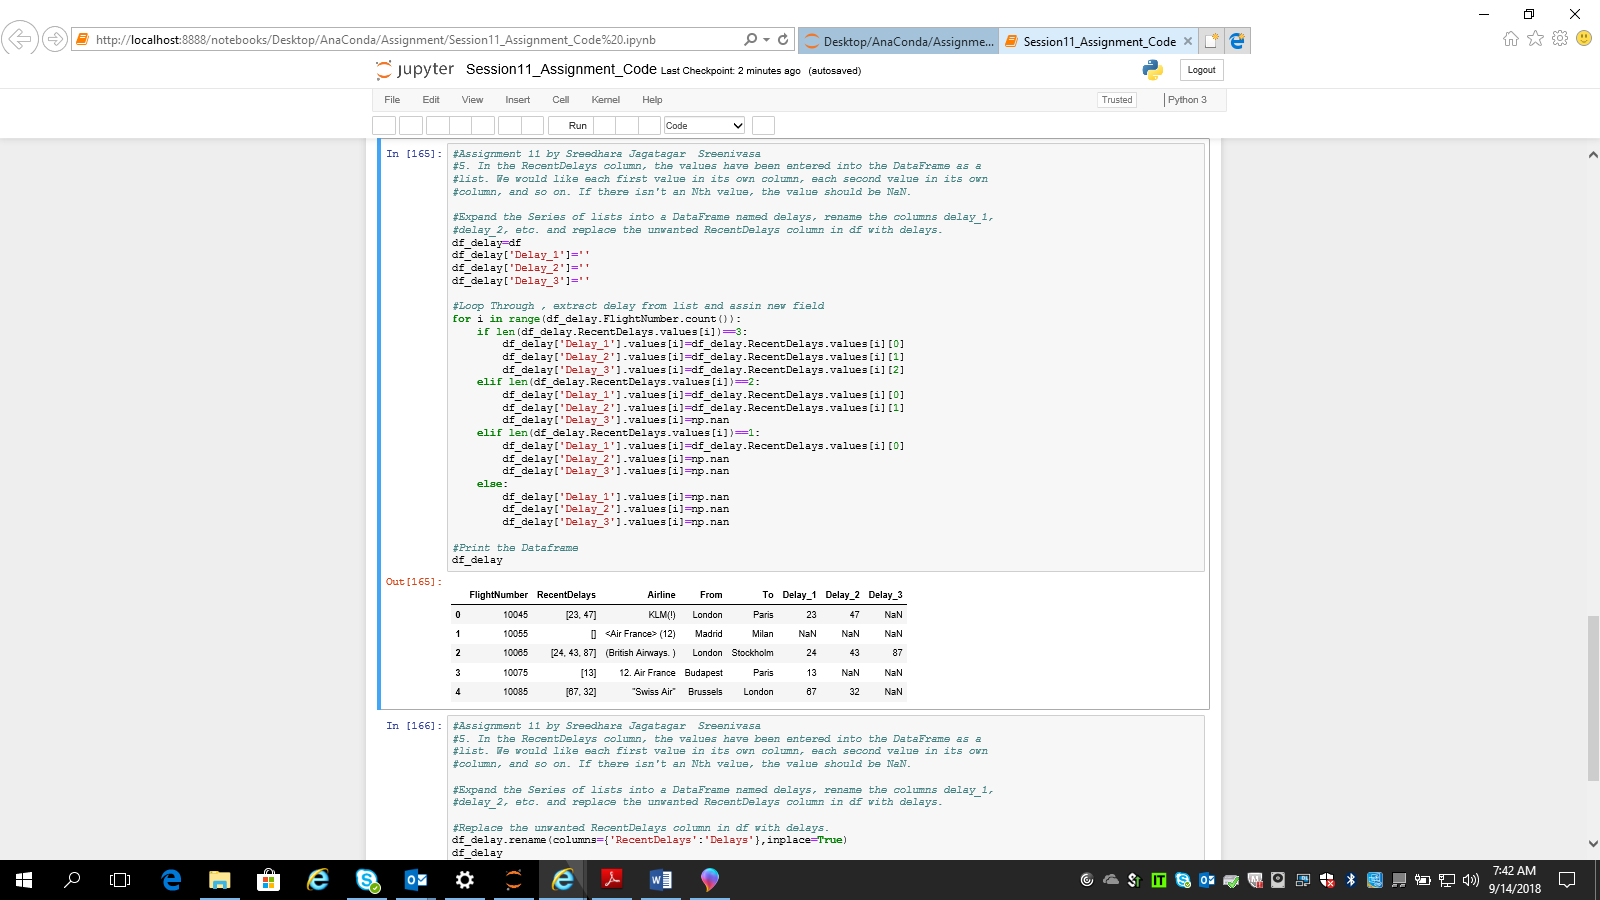 http://localhost:8888/notebooks/Desktop/AnaConda/Assignment/Session11_Assignment_Code%20.ipynb
Desktop/AnaConda/Assignme...
Session11_Assignment_Code
jupyter Session11_Assignment_Code Last Checkpoint: 2 minutes ago (autosaved)
Logout
File Edit View Insert Cell Kernel Help
Trusted
Python 3
Run
Code
In [165]:
#Assignment 11 by Sreedhara Jagatagar  Sreenivasa
#5. In the RecentDelays column, the values have been entered into the DataFrame as a
#list. We would like each first value in its own column, each second value in its own
#column, and so on. If there isn't an Nth value, the value should be NaN.
#Expand the Series of lists into a DataFrame named delays, rename the columns delay_1,
#delay_2, etc. and replace the unwanted RecentDelays column in df with delays.
df_delay=df
df_delay['Delay_1']=''
df_delay['Delay_2']=''
df_delay['Delay_3']=''
#Loop Through , extract delay from list and assin new field
for i in range(df_delay.FlightNumber.count()):
    if len(df_delay.RecentDelays.values[i])==3:
        df_delay['Delay_1'].values[i]=df_delay.RecentDelays.values[i][0]
        df_delay['Delay_2'].values[i]=df_delay.RecentDelays.values[i][1]
        df_delay['Delay_3'].values[i]=df_delay.RecentDelays.values[i][2]
    elif len(df_delay.RecentDelays.values[i])==2:
        df_delay['Delay_1'].values[i]=df_delay.RecentDelays.values[i][0]
        df_delay['Delay_2'].values[i]=df_delay.RecentDelays.values[i][1]
        df_delay['Delay_3'].values[i]=np.nan
    elif len(df_delay.RecentDelays.values[i])==1:
        df_delay['Delay_1'].values[i]=df_delay.RecentDelays.values[i][0]
        df_delay['Delay_2'].values[i]=np.nan
        df_delay['Delay_3'].values[i]=np.nan
    else:
        df_delay['Delay_1'].values[i]=np.nan
        df_delay['Delay_2'].values[i]=np.nan
        df_delay['Delay_3'].values[i]=np.nan
#Print the Dataframe
df_delay
Out[165]:
FlightNumber RecentDelays Airline From To Delay_1 Delay_2 Delay_3
0 10045 [23, 47] KLM(!) London Paris 23 47 NaN
1 10055 [] <Air France> (12) Madrid Milan NaN NaN NaN
2 10065 [24, 43, 87] (British Airways. ) London Stockholm 24 43 87
3 10075 [13] 12. Air France Budapest Paris 13 NaN NaN
4 10085 [67, 32] "Swiss Air" Brussels London 67 32 NaN
In [166]:
#Assignment 11 by Sreedhara Jagatagar  Sreenivasa
#5. In the RecentDelays column, the values have been entered into the DataFrame as a
#list. We would like each first value in its own column, each second value in its own
#column, and so on. If there isn't an Nth value, the value should be NaN.
#Expand the Series of lists into a DataFrame named delays, rename the columns delay_1,
#delay_2, etc. and replace the unwanted RecentDelays column in df with delays.
#Replace the unwanted RecentDelays column in df with delays.
df_delay.rename(columns={'RecentDelays':'Delays'},inplace=True)
df_delay
7:42 AM
9/14/2018